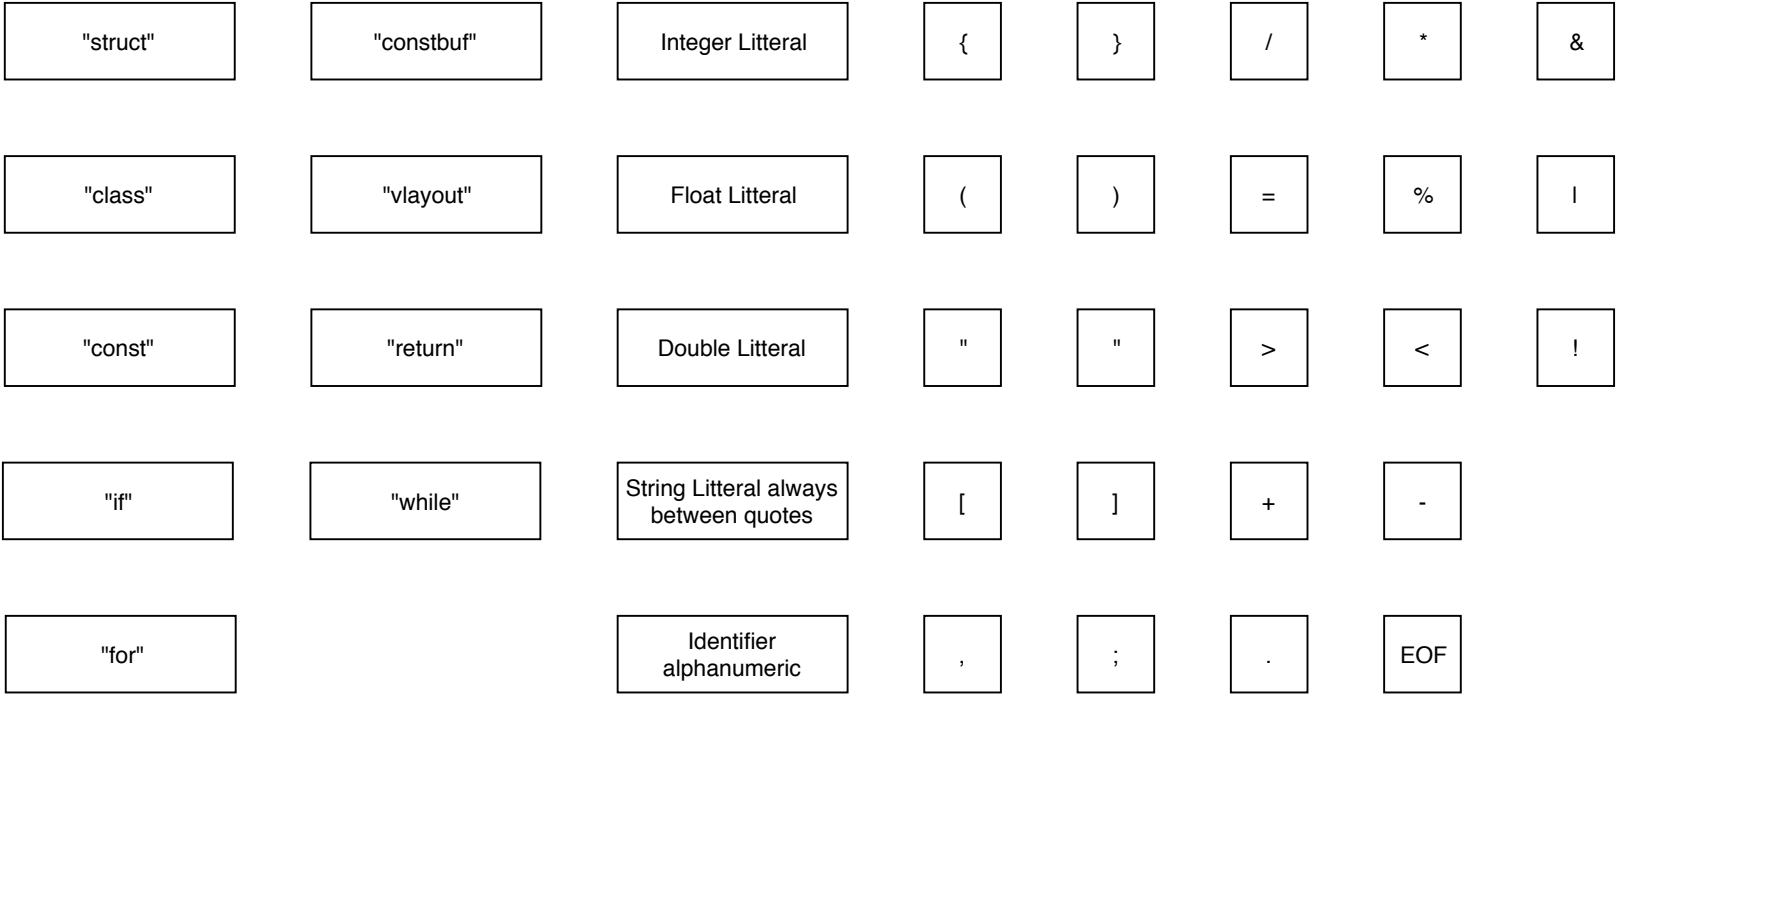 "struct"
"constbuf"
Integer Litteral
{
}
/
*
&
"class"
"vlayout"
Float Litteral
(
)
=
%
|
"const"
"return"
Double Litteral
"
"
>
<
!
"if"
"while"
String Litteral always
between quotes
[
]
+
-
"for"
Identifier
alphanumeric
,
;
.
EOF